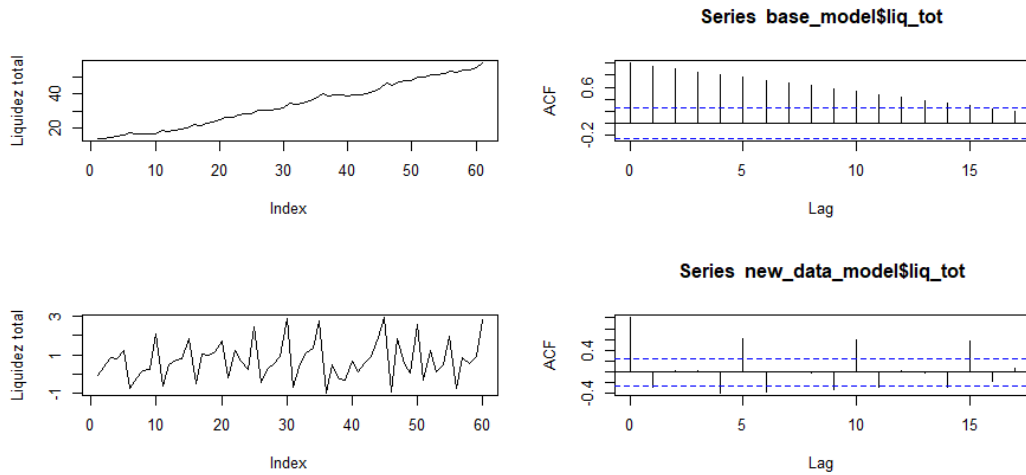 Liquidez total
20
40
0 10 20 30 40 50 60
Index
Series base_model$liq_tot
ACF
-0.2
0.6
0 5 10 15
Lag
Liquidez total
-1
1
3
0 10 20 30 40 50 60
Index
Series new_data_model$liq_tot
ACF
-0.4
0.4
0 5 10 15
Lag